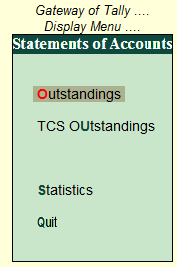 Gateway of Tally ....
Display Menu ....
Statements of Accounts
Outstandings
TCS OUtstandings
Statistics
Quit